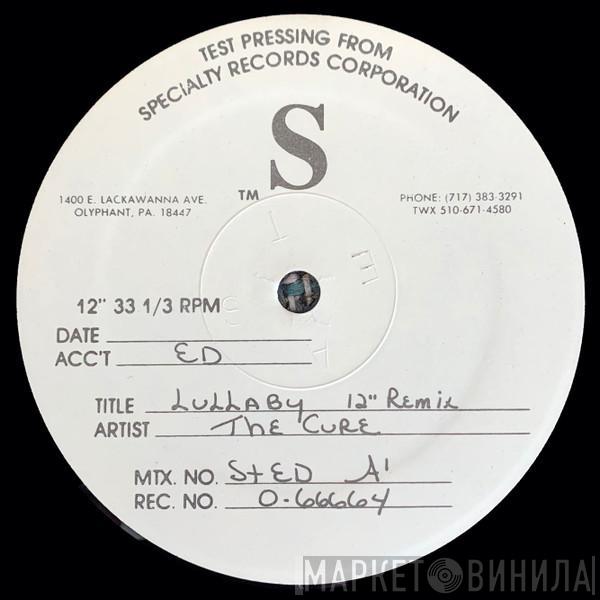 TEST PRESSING FROM
SPECIALTY RECORDS CORPORATION
S
TM
1400 E. LACKAWANNA AVE.
OLYPHANT, PA. 18447
PHONE: (717) 383-3291
TWX 510-671-4580
12" 33 1/3 RPM
DATE
ACC'T ED
TITLE LULLABY 12" REMIX
ARTIST THE CURE
MTX. NO. St ED A'
REC. NO. 0-66664
МАРКЕТ ВИНИЛА